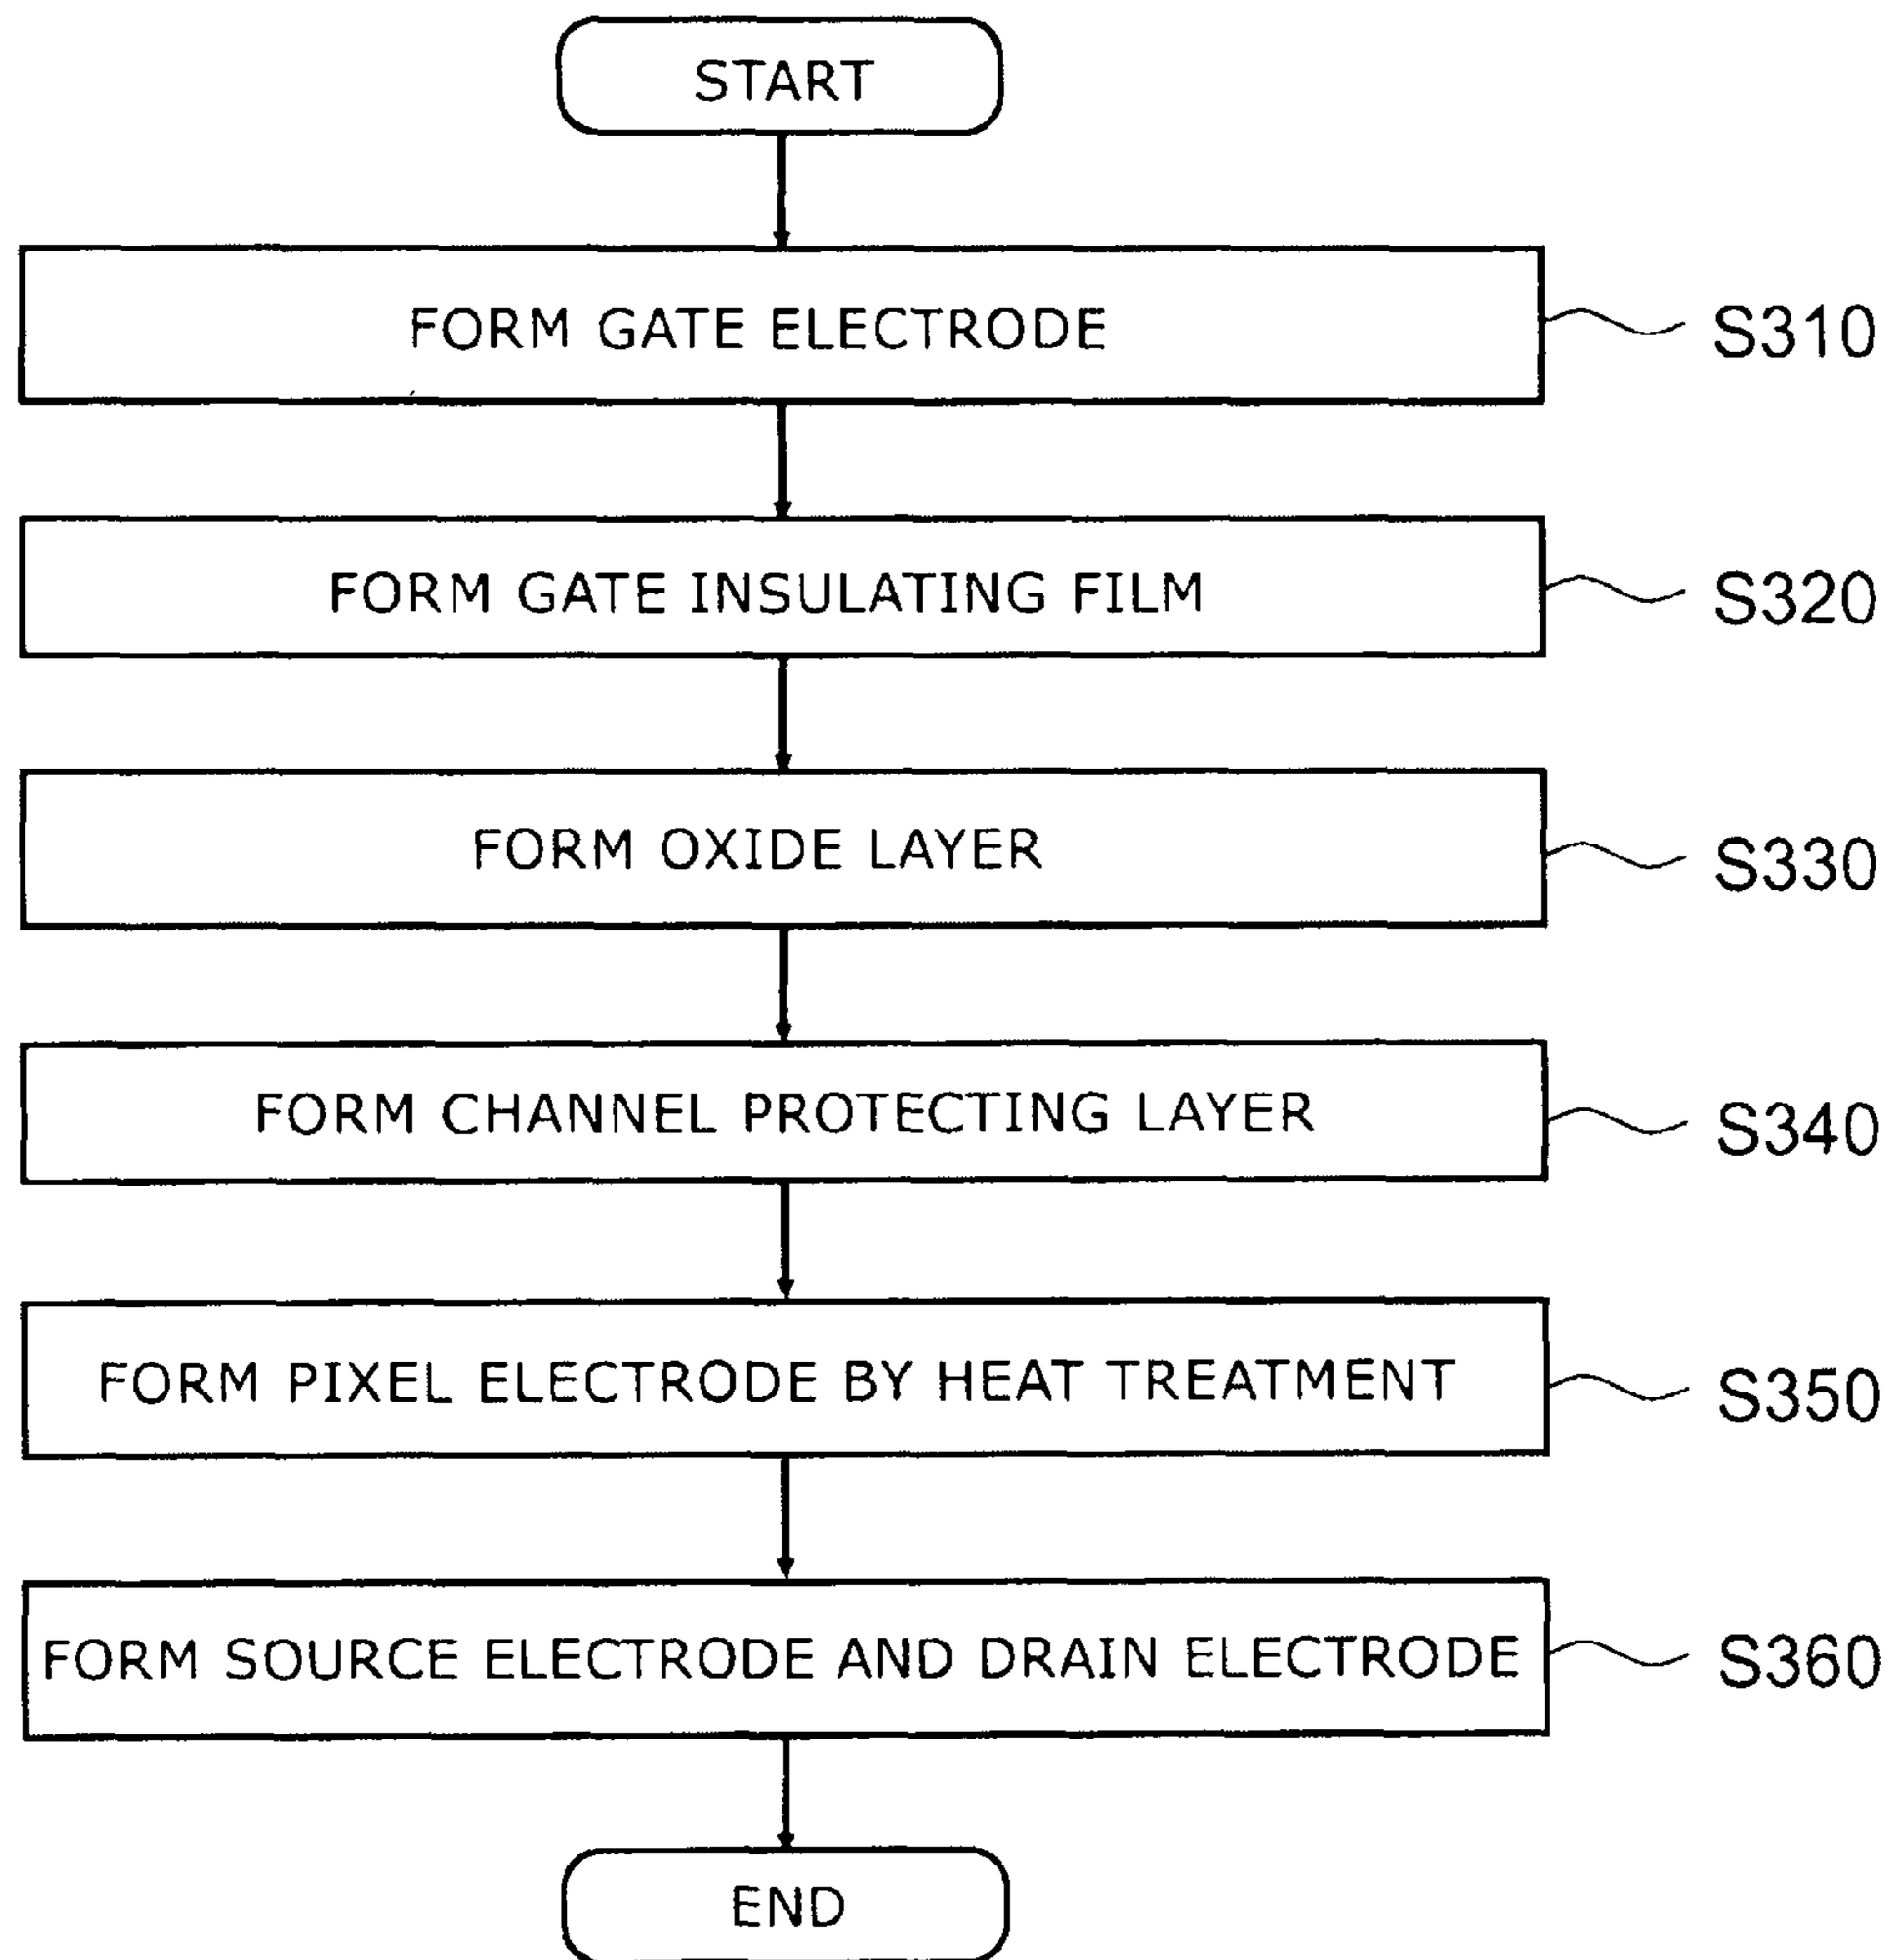 START
FORM GATE ELECTRODE
S310
FORM GATE INSULATING FILM
S320
FORM OXIDE LAYER
S330
FORM CHANNEL PROTECTING LAYER
S340
FORM PIXEL ELECTRODE BY HEAT TREATMENT
S350
FORM SOURCE ELECTRODE AND DRAIN ELECTRODE
S360
END